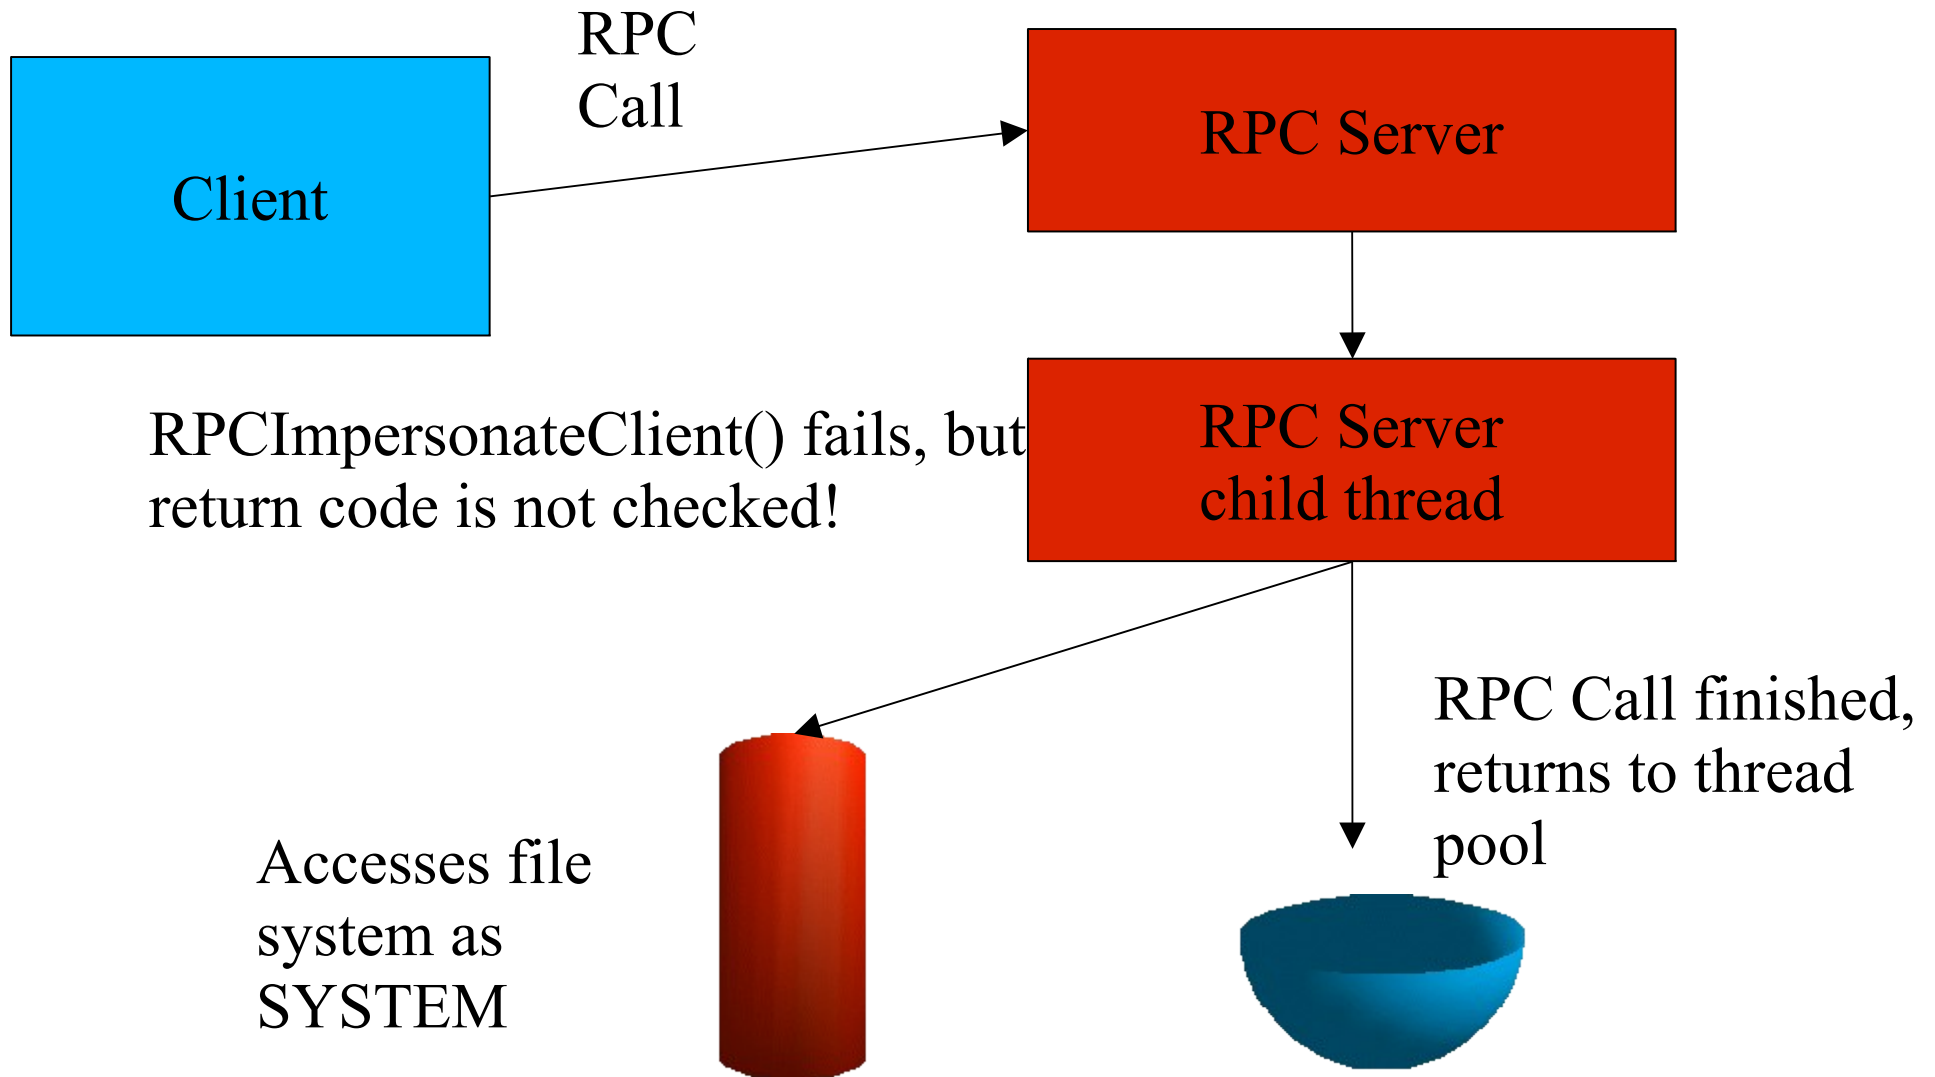 RPC
Call
Client
RPC Server
RPCImpersonateClient() fails, but
return code is not checked!
RPC Server
child thread
RPC Call finished,
returns to thread
pool
Accesses file
system as
SYSTEM